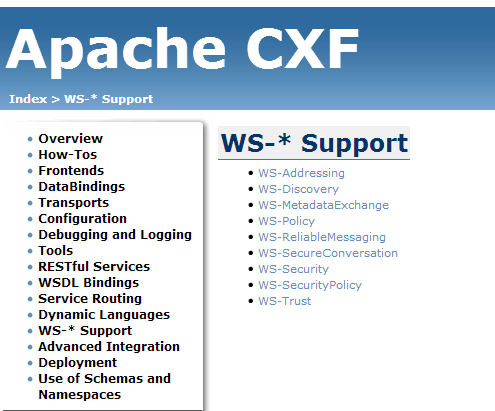 Apache CXF
Index > WS-* Support
Overview
How-Tos
Frontends
DataBindings
Transports
Configuration
Debugging and Logging
Tools
RESTful Services
WSDL Bindings
Service Routing
Dynamic Languages
WS-* Support
Advanced Integration
Deployment
Use of Schemas and
Namespaces
WS-* Support
WS-Addressing
WS-Discovery
WS-MetadataExchange
WS-Policy
WS-ReliableMessaging
WS-SecureConversation
WS-Security
WS-SecurityPolicy
WS-Trust